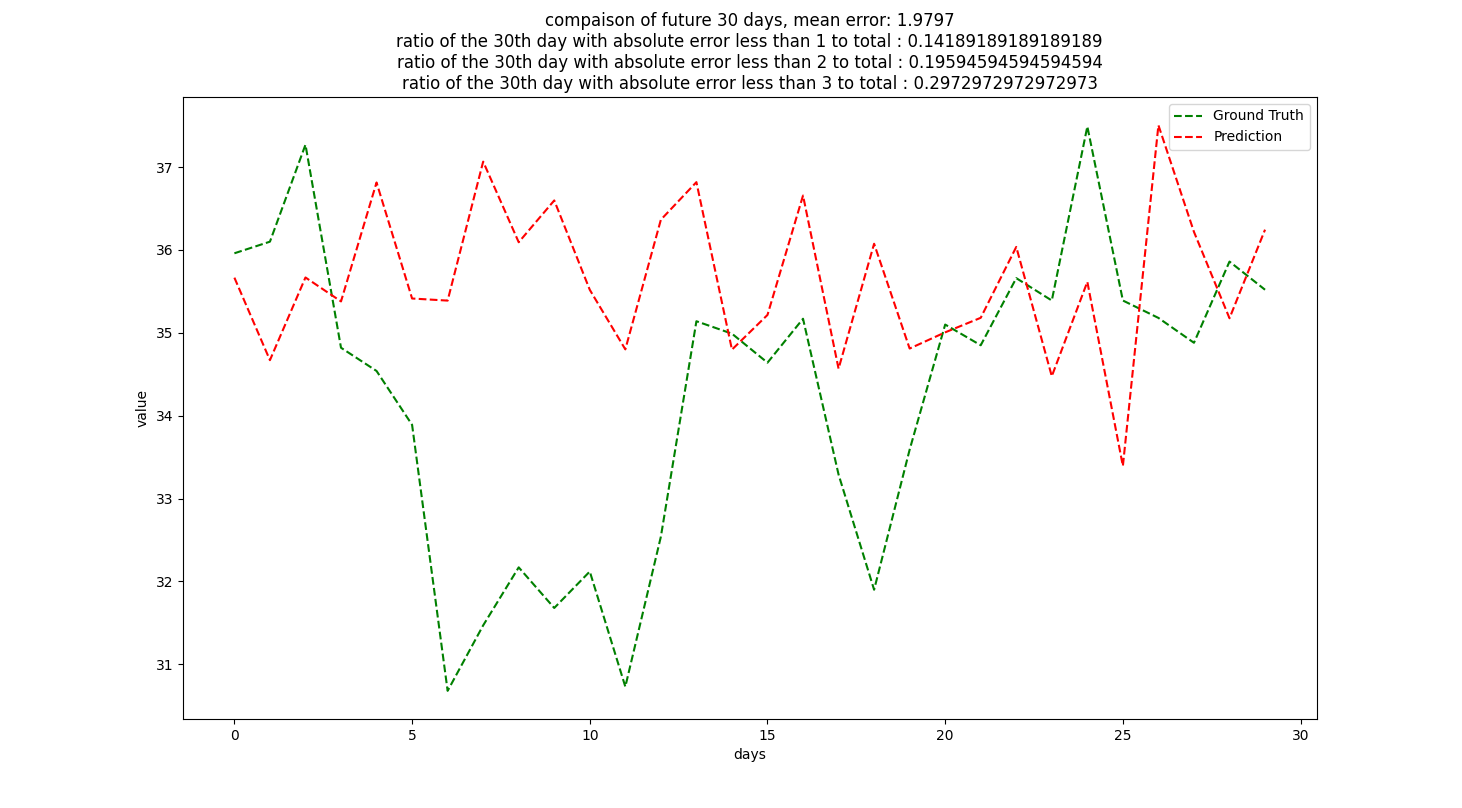 compaison of future 30 days, mean error: 1.9797
ratio of the 30th day with absolute error less than 1 to total : 0.14189189189189189
ratio of the 30th day with absolute error less than 2 to total : 0.19594594594594594
ratio of the 30th day with absolute error less than 3 to total : 0.2972972972972973
Ground Truth
Prediction
37
36
35
34
33
32
31
value
0 5 10 15 20 25 30
days